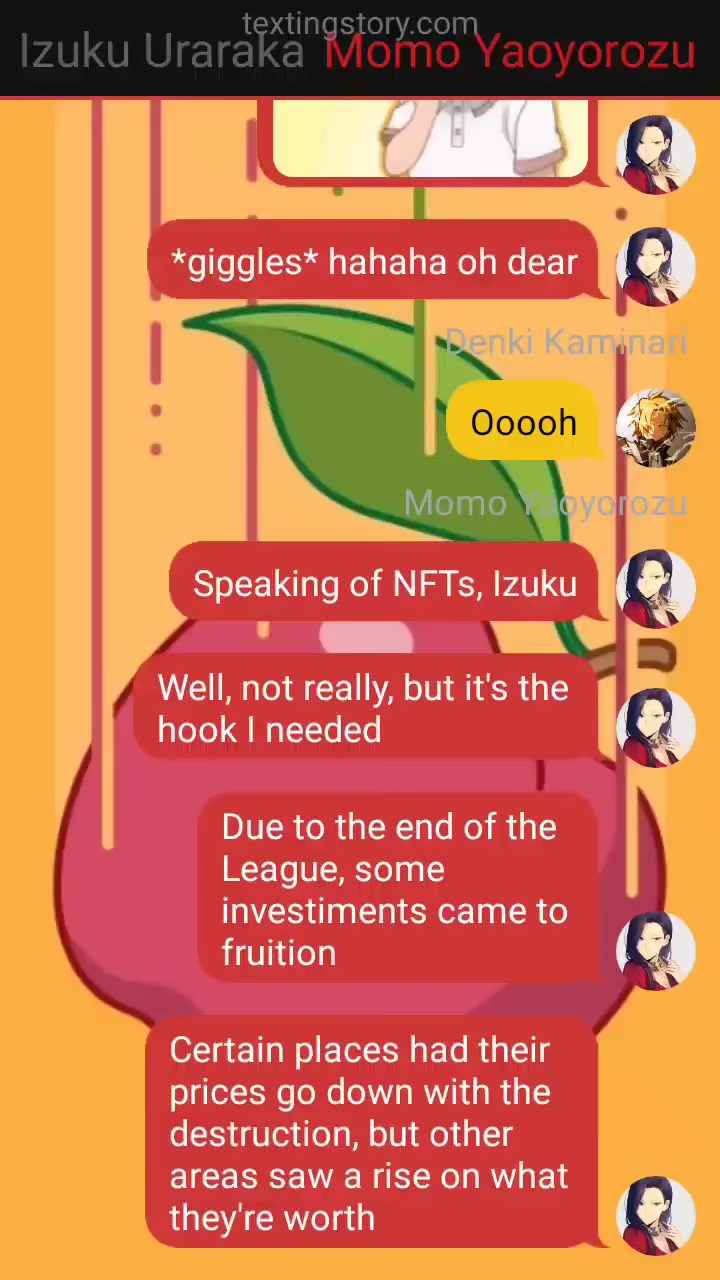 textingstory.com
Izuku Uraraka Momo Yaoyorozu
*giggles* hahaha oh dear
Denki Kaminari
Ooooh
Momo Yaoyorozu
Speaking of NFTs, Izuku
Well, not really, but it's the
hook I needed
Due to the end of the
League, some
investiments came to
fruition
Certain places had their
prices go down with the
destruction, but other
areas saw a rise on what
they're worth